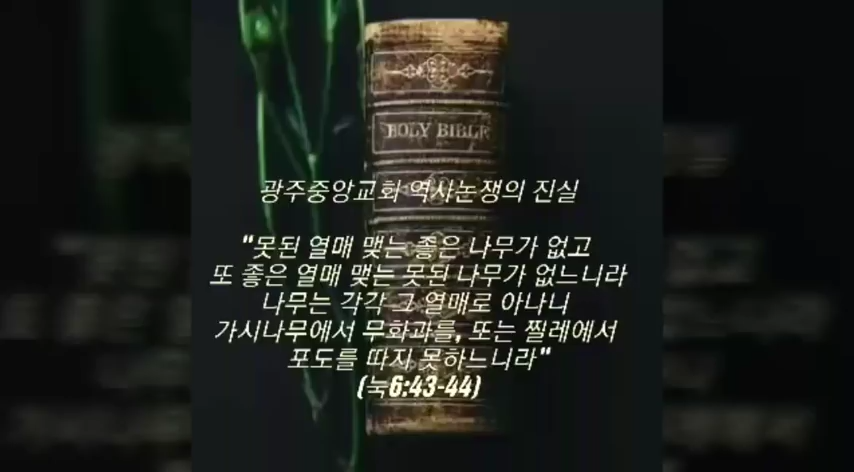 HOLY BIBLE
광주중앙교회 역사논쟁의 진실
"못된 열매 맺는 좋은 나무가 없고
또 좋은 열매 맺는 못된 나무가 없느니라
나무는 각각 그 열매로 아나니
가시나무에서 무화과를, 또는 찔레에서
포도를 따지 못하느니라"
(눅6:43-44)